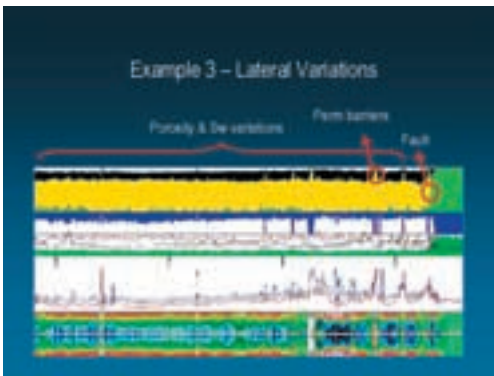 Example 3 – Lateral Variations
Perm barriers
Porosity & Sw variations
Fault